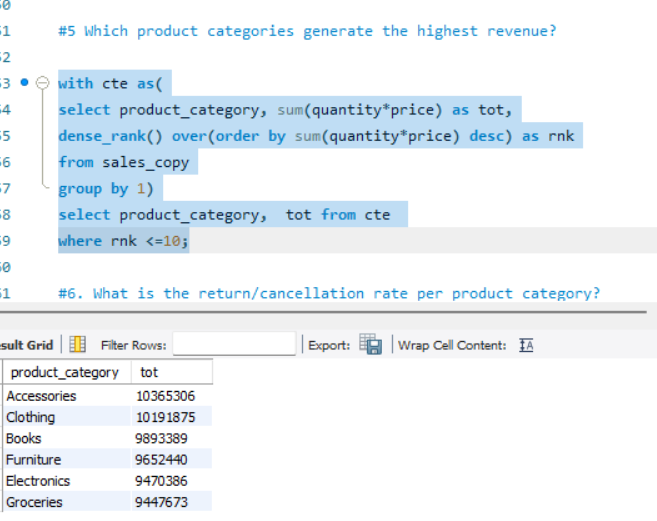 #5 Which product categories generate the highest revenue?
with cte as(
select product_category, sum(quantity*price) as tot,
dense_rank() over(order by sum(quantity*price) desc) as rnk
from sales_copy
group by 1)
select product_category,  tot from cte
where rnk <=10;
#6. What is the return/cancellation rate per product category?
sult Grid Filter Rows: Export: Wrap Cell Content: IA
product_category tot
Accessories 10365306
Clothing 10191875
Books 9893389
Furniture 9652440
Electronics 9470386
Groceries 9447673